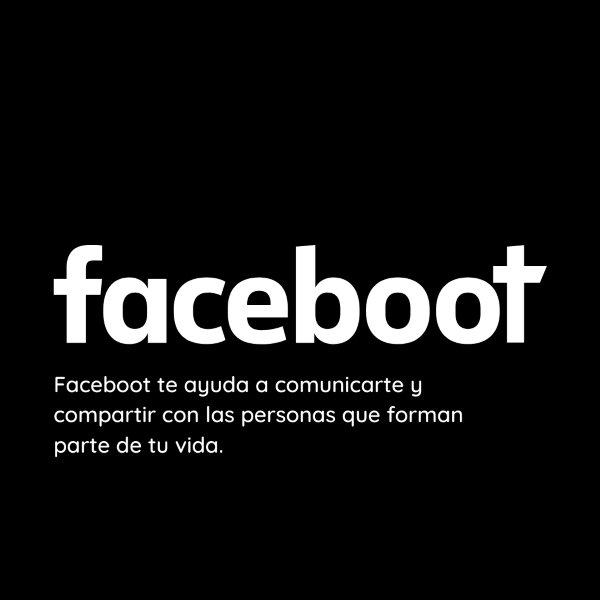 faceboot
Faceboot te ayuda a comunicarte y
compartir con las personas que forman
parte de tu vida.